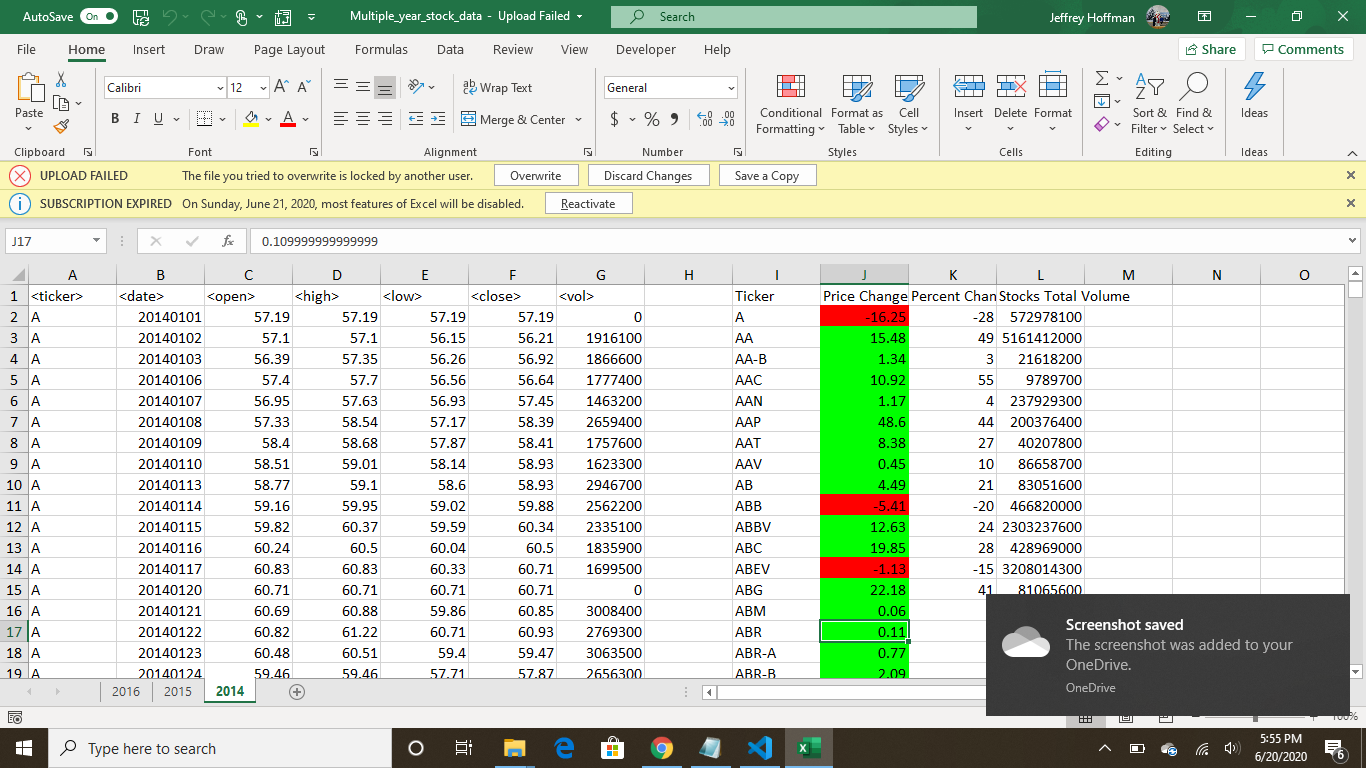 AutoSave On Multiple_year_stock_data - Upload Failed Search Jeffrey Hoffman
File Home Insert Draw Page Layout Formulas Data Review View Developer Help Share Comments
Paste Calibri 12 A A Wrap Text General Conditional Formatting Format as Table Cell Styles Insert Delete Format Sort & Filter Find & Select Ideas
B I U A Merge & Center $ % 9
Clipboard Font Alignment Number Styles Cells Editing Ideas
UPLOAD FAILED The file you tried to overwrite is locked by another user. Overwrite Discard Changes Save a Copy
SUBSCRIPTION EXPIRED On Sunday, June 21, 2020, most features of Excel will be disabled. Reactivate
J17 fx 0.109999999999999
A B C D E F G H I J K L M N O
1 <ticker> <date> <open> <high> <low> <close> <vol> Ticker Price Change Percent Chan Stocks Total Volume
2 A 20140101 57.19 57.19 57.19 57.19 0 A -16.25 -28 572978100
3 A 20140102 57.1 57.1 56.15 56.21 1916100 AA 15.48 49 5161412000
4 A 20140103 56.39 57.35 56.26 56.92 1866600 AA-B 1.34 3 21618200
5 A 20140106 57.4 57.7 56.56 56.64 1777400 AAC 10.92 55 9789700
6 A 20140107 56.95 57.63 56.93 57.45 1463200 AAN 1.17 4 237929300
7 A 20140108 57.33 58.54 57.17 58.39 2659400 AAP 48.6 44 200376400
8 A 20140109 58.4 58.68 57.87 58.41 1757600 AAT 8.38 27 40207800
9 A 20140110 58.51 59.01 58.14 58.93 1623300 AAV 0.45 10 86658700
10 A 20140113 58.77 59.1 58.6 58.93 2946700 AB 4.49 21 83051600
11 A 20140114 59.16 59.95 59.02 59.88 2562200 ABB -5.41 -20 466820000
12 A 20140115 59.82 60.37 59.59 60.34 2335100 ABBV 12.63 24 2303237600
13 A 20140116 60.24 60.5 60.04 60.5 1835900 ABC 19.85 28 428969000
14 A 20140117 60.83 60.83 60.33 60.71 1699500 ABEV -1.13 -15 3208014300
15 A 20140120 60.71 60.71 60.71 60.71 0 ABG 22.18 41 81065600
16 A 20140121 60.69 60.88 59.86 60.85 3008400 ABM 0.06
17 A 20140122 60.82 61.22 60.71 60.93 2769300 ABR 0.11
18 A 20140123 60.48 60.51 59.4 59.47 3063500 ABR-A 0.77
19 A 20140124 59.46 59.46 57.71 57.87 2656300 ABR-B 2.09
Screenshot saved
The screenshot was added to your
OneDrive.
OneDrive
2016 2015 2014
100%
Type here to search
5:55 PM
6/20/2020
6